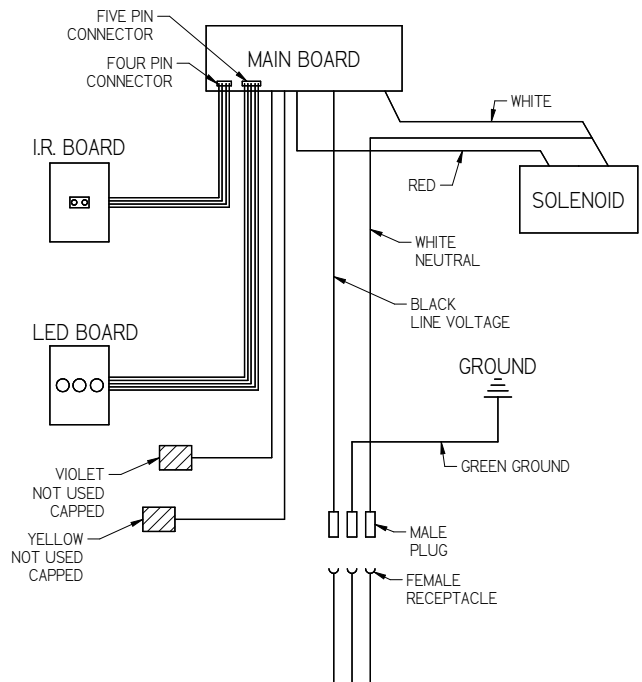 FIVE PIN
CONNECTOR
MAIN BOARD
FOUR PIN
CONNECTOR
WHITE
I.R. BOARD
RED
SOLENOID
WHITE
NEUTRAL
BLACK
LINE VOLTAGE
LED BOARD
GROUND
GREEN GROUND
VIOLET
NOT USED
CAPPED
YELLOW
NOT USED
CAPPED
MALE
PLUG
FEMALE
RECEPTACLE